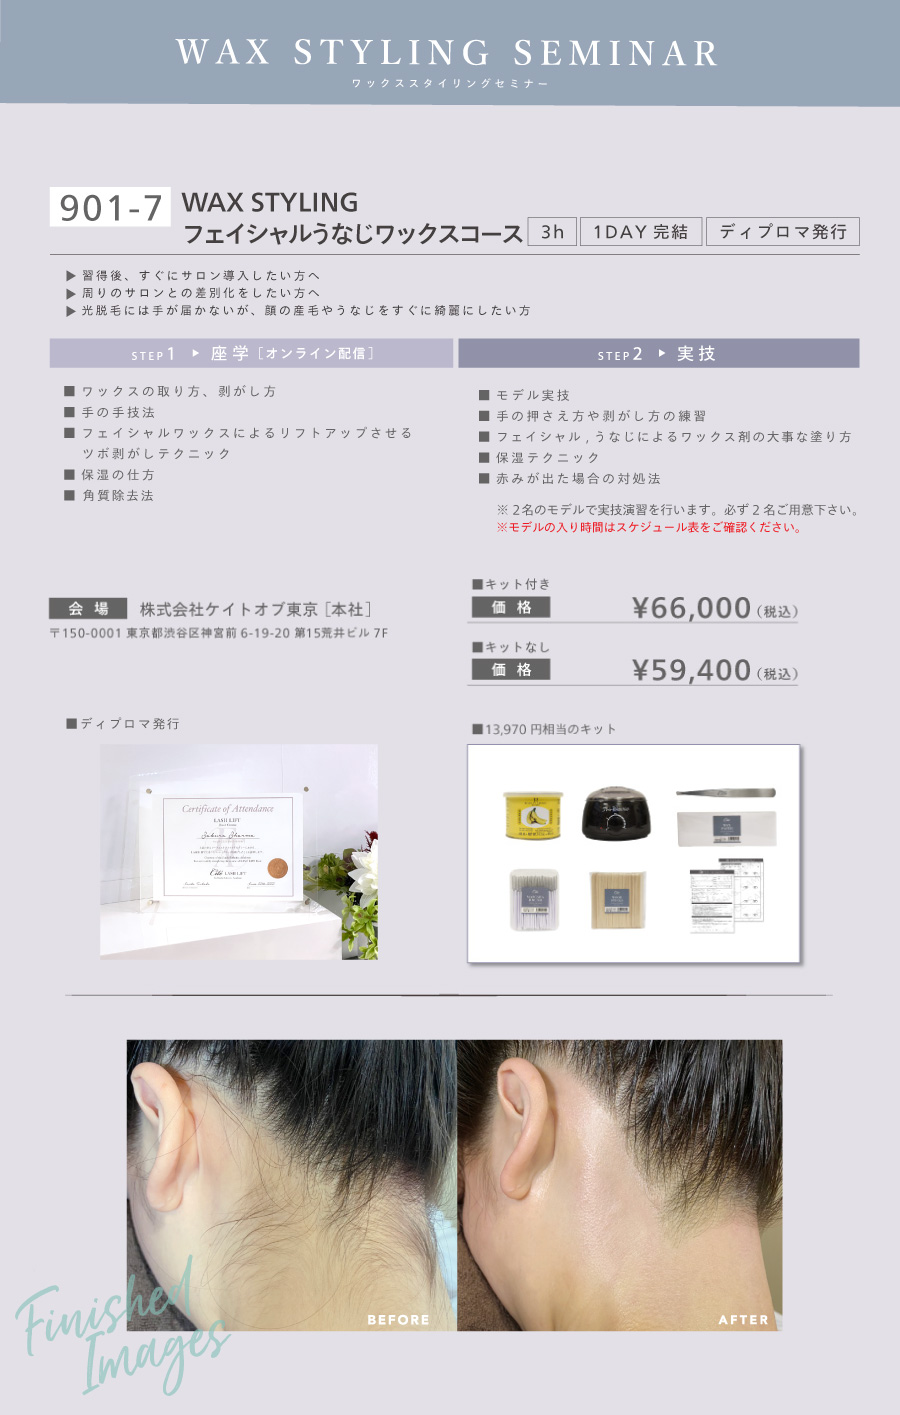 WAX STYLING SEMINAR
ワックススタイリングセミナー
901-7
WAX STYLING
フェイシャルうなじワックスコース
3h
1DAY 完結
ディプロマ発行
▶ 習得後、すぐにサロン導入したい方へ
▶ 周りのサロンとの差別化をしたい方へ
▶ 光脱毛には手が届かないが、顔の産毛やうなじをすぐに綺麗にしたい方
STEP1 ▶ 座学［オンライン配信］
■ ワックスの取り方、剥がし方
■ 手の手技法
■ フェイシャルワックスによるリフトアップさせる
ツボ剥がしテクニック
■ 保湿の仕方
■ 角質除去法
STEP2 ▶ 実技
■ モデル実技
■ 手の押さえ方や剥がし方の練習
■ フェイシャル , うなじによるワックス剤の大事な塗り方
■ 保湿テクニック
■ 赤みが出た場合の対処法
※ 2名のモデルで実技演習を行います。必ず 2 名ご用意下さい。
※モデルの入り時間はスケジュール表をご確認ください。
会 場 株式会社ケイトオブ東京［本社］
〒150-0001 東京都渋谷区神宮前 6-19-20 第15荒井ビル 7F
■キット付き
価 格 ¥66,000（税込）
■キットなし
価 格 ¥59,400（税込）
■ディプロマ発行
Certificate of Attendance
LASH LIFT
■13,970 円相当のキット
BEFORE
AFTER
Finished
Images